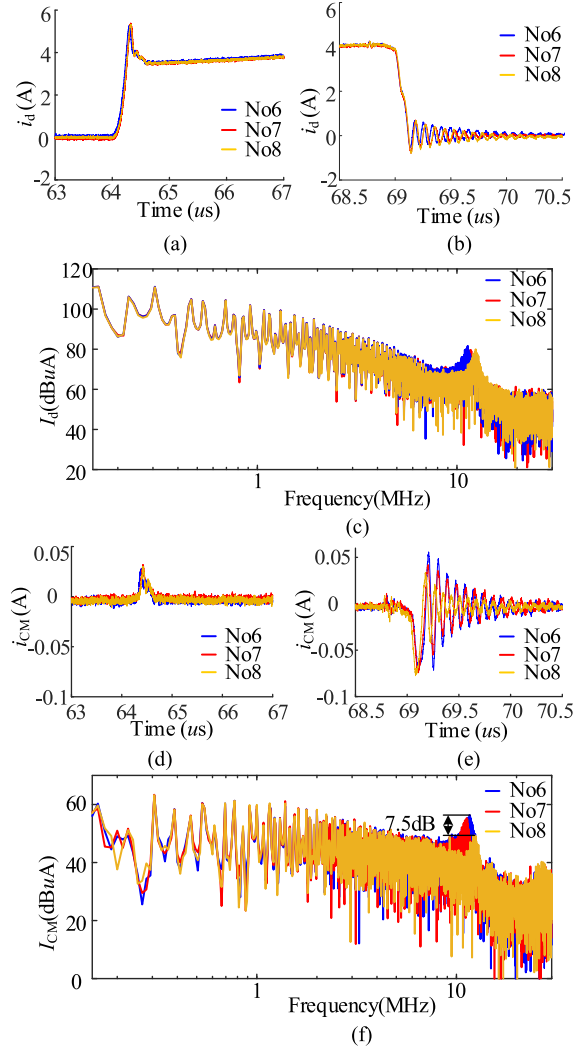 6
4
2
0
-2
i_d (A)
No6
No7
No8
63 64 65 66 67
Time (us)
(a)
6
4
2
0
-2
i_d (A)
No6
No7
No8
68.5 69 69.5 70 70.5
Time (us)
(b)
120
100
80
60
40
20
I_d(dBuA)
No6
No7
No8
1 10
Frequency(MHz)
(c)
0.05
0
-0.05
-0.1
i_CM (A)
No6
No7
No8
63 64 65 66 67
Time (us)
(d)
0.05
0
-0.05
-0.1
i_CM (A)
No6
No7
No8
68.5 69 69.5 70 70.5
Time (us)
(e)
60
40
20
0
I_CM(dBuA)
7.5dB
No6
No7
No8
1 10
Frequency(MHz)
(f)